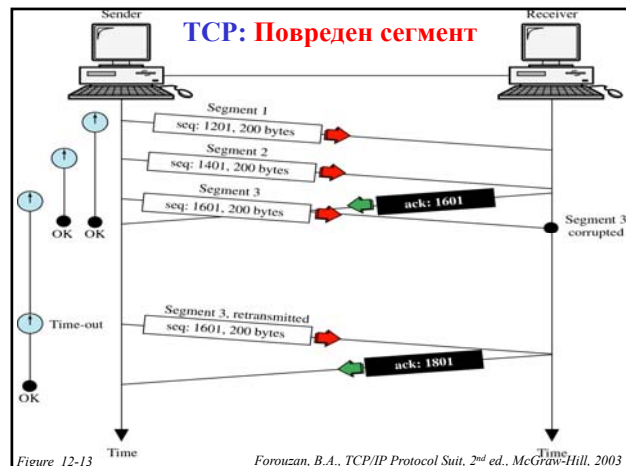 Sender
Receiver
TCP: Повреден сегмент
Segment 1
seq: 1201, 200 bytes
Segment 2
seq: 1401, 200 bytes
Segment 3
seq: 1601, 200 bytes
ack: 1601
OK
OK
Segment 3
corrupted
Segment 3, retransmitted
Time-out
seq: 1601, 200 bytes
ack: 1801
OK
Time
Time
Figure 12-13
Forouzan, B.A., TCP/IP Protocol Suit, 2nd ed., McGraw-Hill, 2003